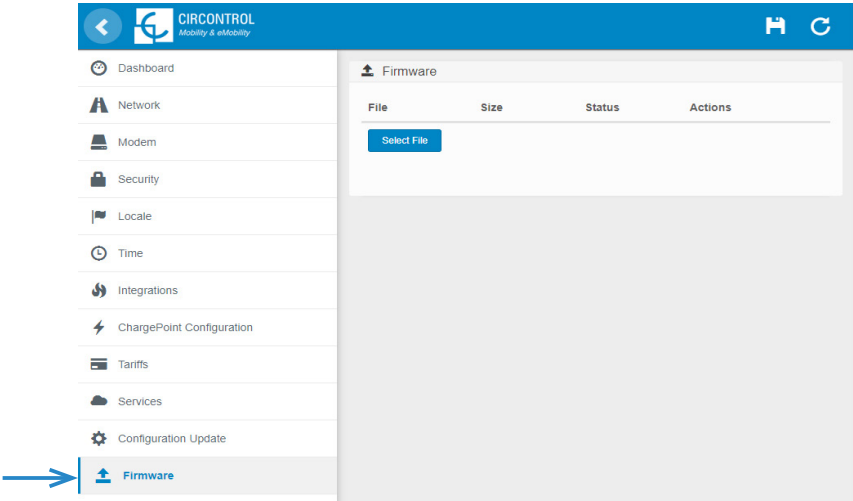 CIRCONTROL
Mobility & eMobility
Dashboard
Network
Modem
Security
Locale
Time
Integrations
ChargePoint Configuration
Tariffs
Services
Configuration Update
Firmware
Firmware
File Size Status Actions
Select File